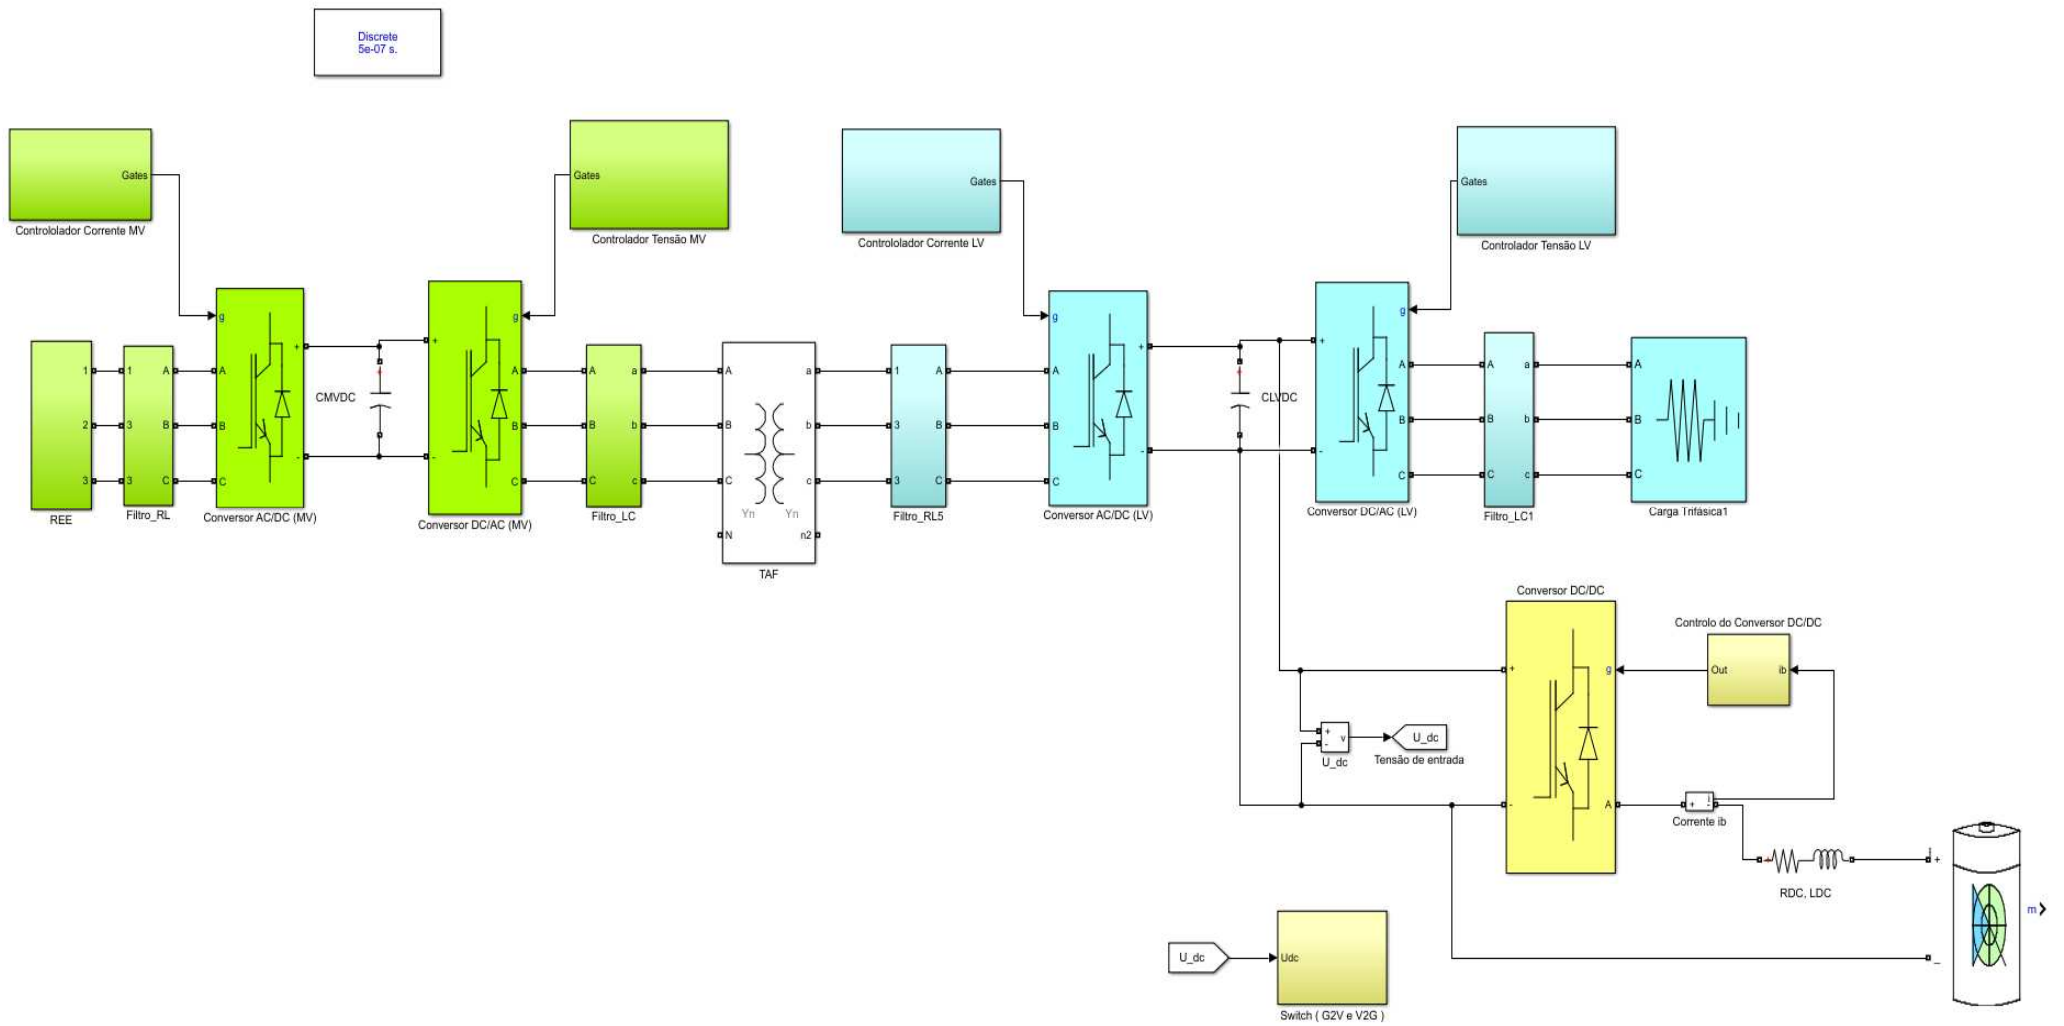 Discrete
5e-07 s.
Gates
Contrololador Corrente MV
Gates
Controlador Tensão MV
Gates
Contrololador Corrente LV
Gates
Controlador Tensão LV
1
2
3
REE
1
3
3
A
B
C
Filtro_RL
g
A
B
C
+
-
Conversor AC/DC (MV)
CMVDC
+
-
g
A
B
C
Conversor DC/AC (MV)
A
B
C
a
b
c
Filtro_LC
A
B
C
N
a
b
c
n2
Yn
Yn
TAF
1
3
3
A
B
C
Filtro_RL5
g
A
B
C
+
-
Conversor AC/DC (LV)
CLVDC
+
-
g
A
B
C
Conversor DC/AC (LV)
A
B
C
a
b
c
Filtro_LC1
A
B
C
Carga Trifásica1
Conversor DC/DC
+
-
g
A
Controlo do Conversor DC/DC
Out
ib
+
-
v
U_dc
U_dc
Tensão de entrada
+
i
-
Corrente ib
+
RDC, LDC
+
m
_
U_dc
Udc
Switch ( G2V e V2G )